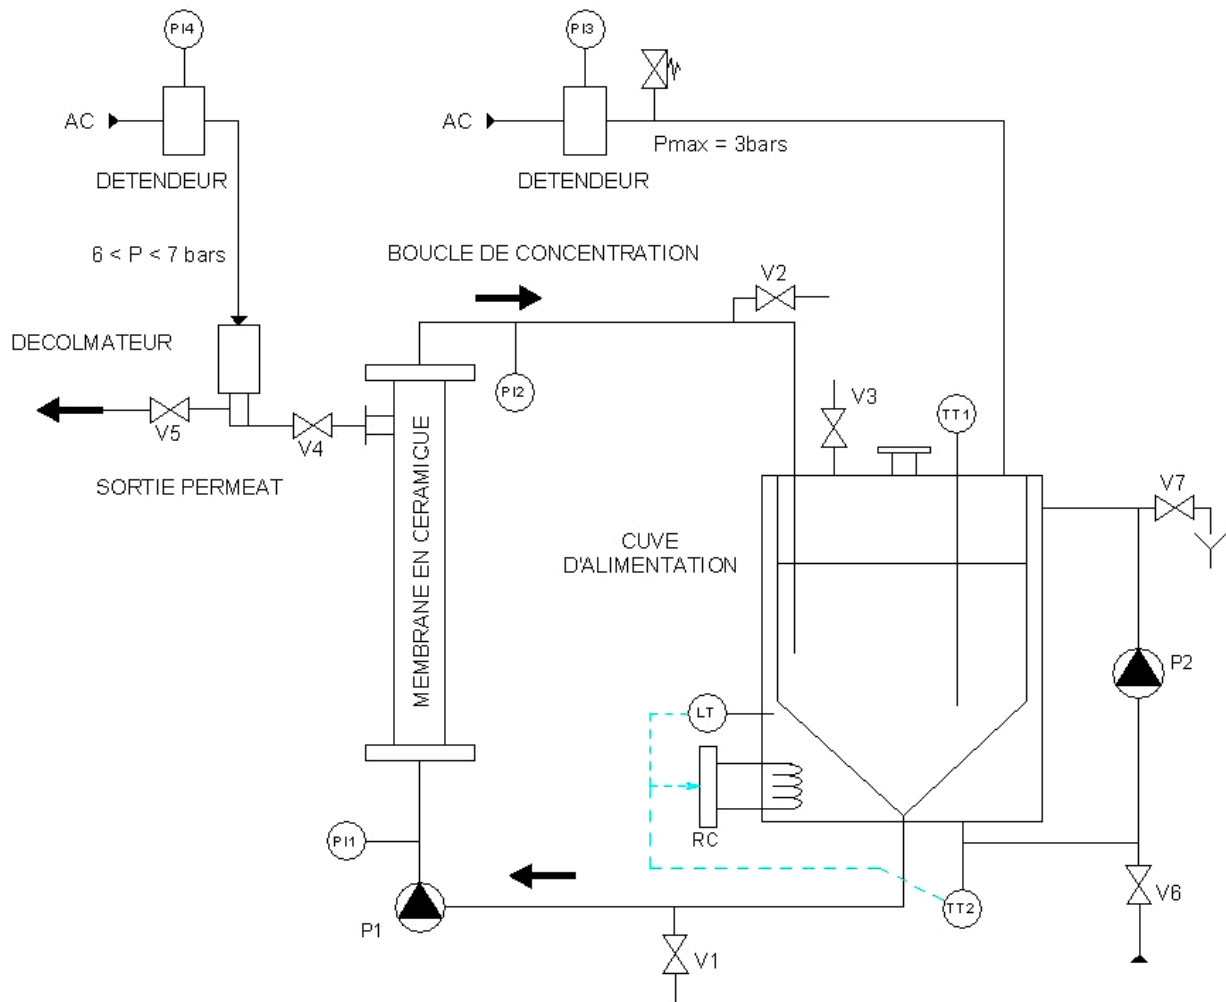 PI4
PI3
AC
AC
Pmax = 3bars
DETENDEUR
DETENDEUR
6 < P < 7 bars
BOUCLE DE CONCENTRATION
V2
DECOLMATEUR
PI2
V3
TT1
V5
V4
MEMBRANE EN CERAMIQUE
SORTIE PERMEAT
V7
CUVE
D'ALIMENTATION
P2
LT
RC
PI1
V6
TT2
P1
V1